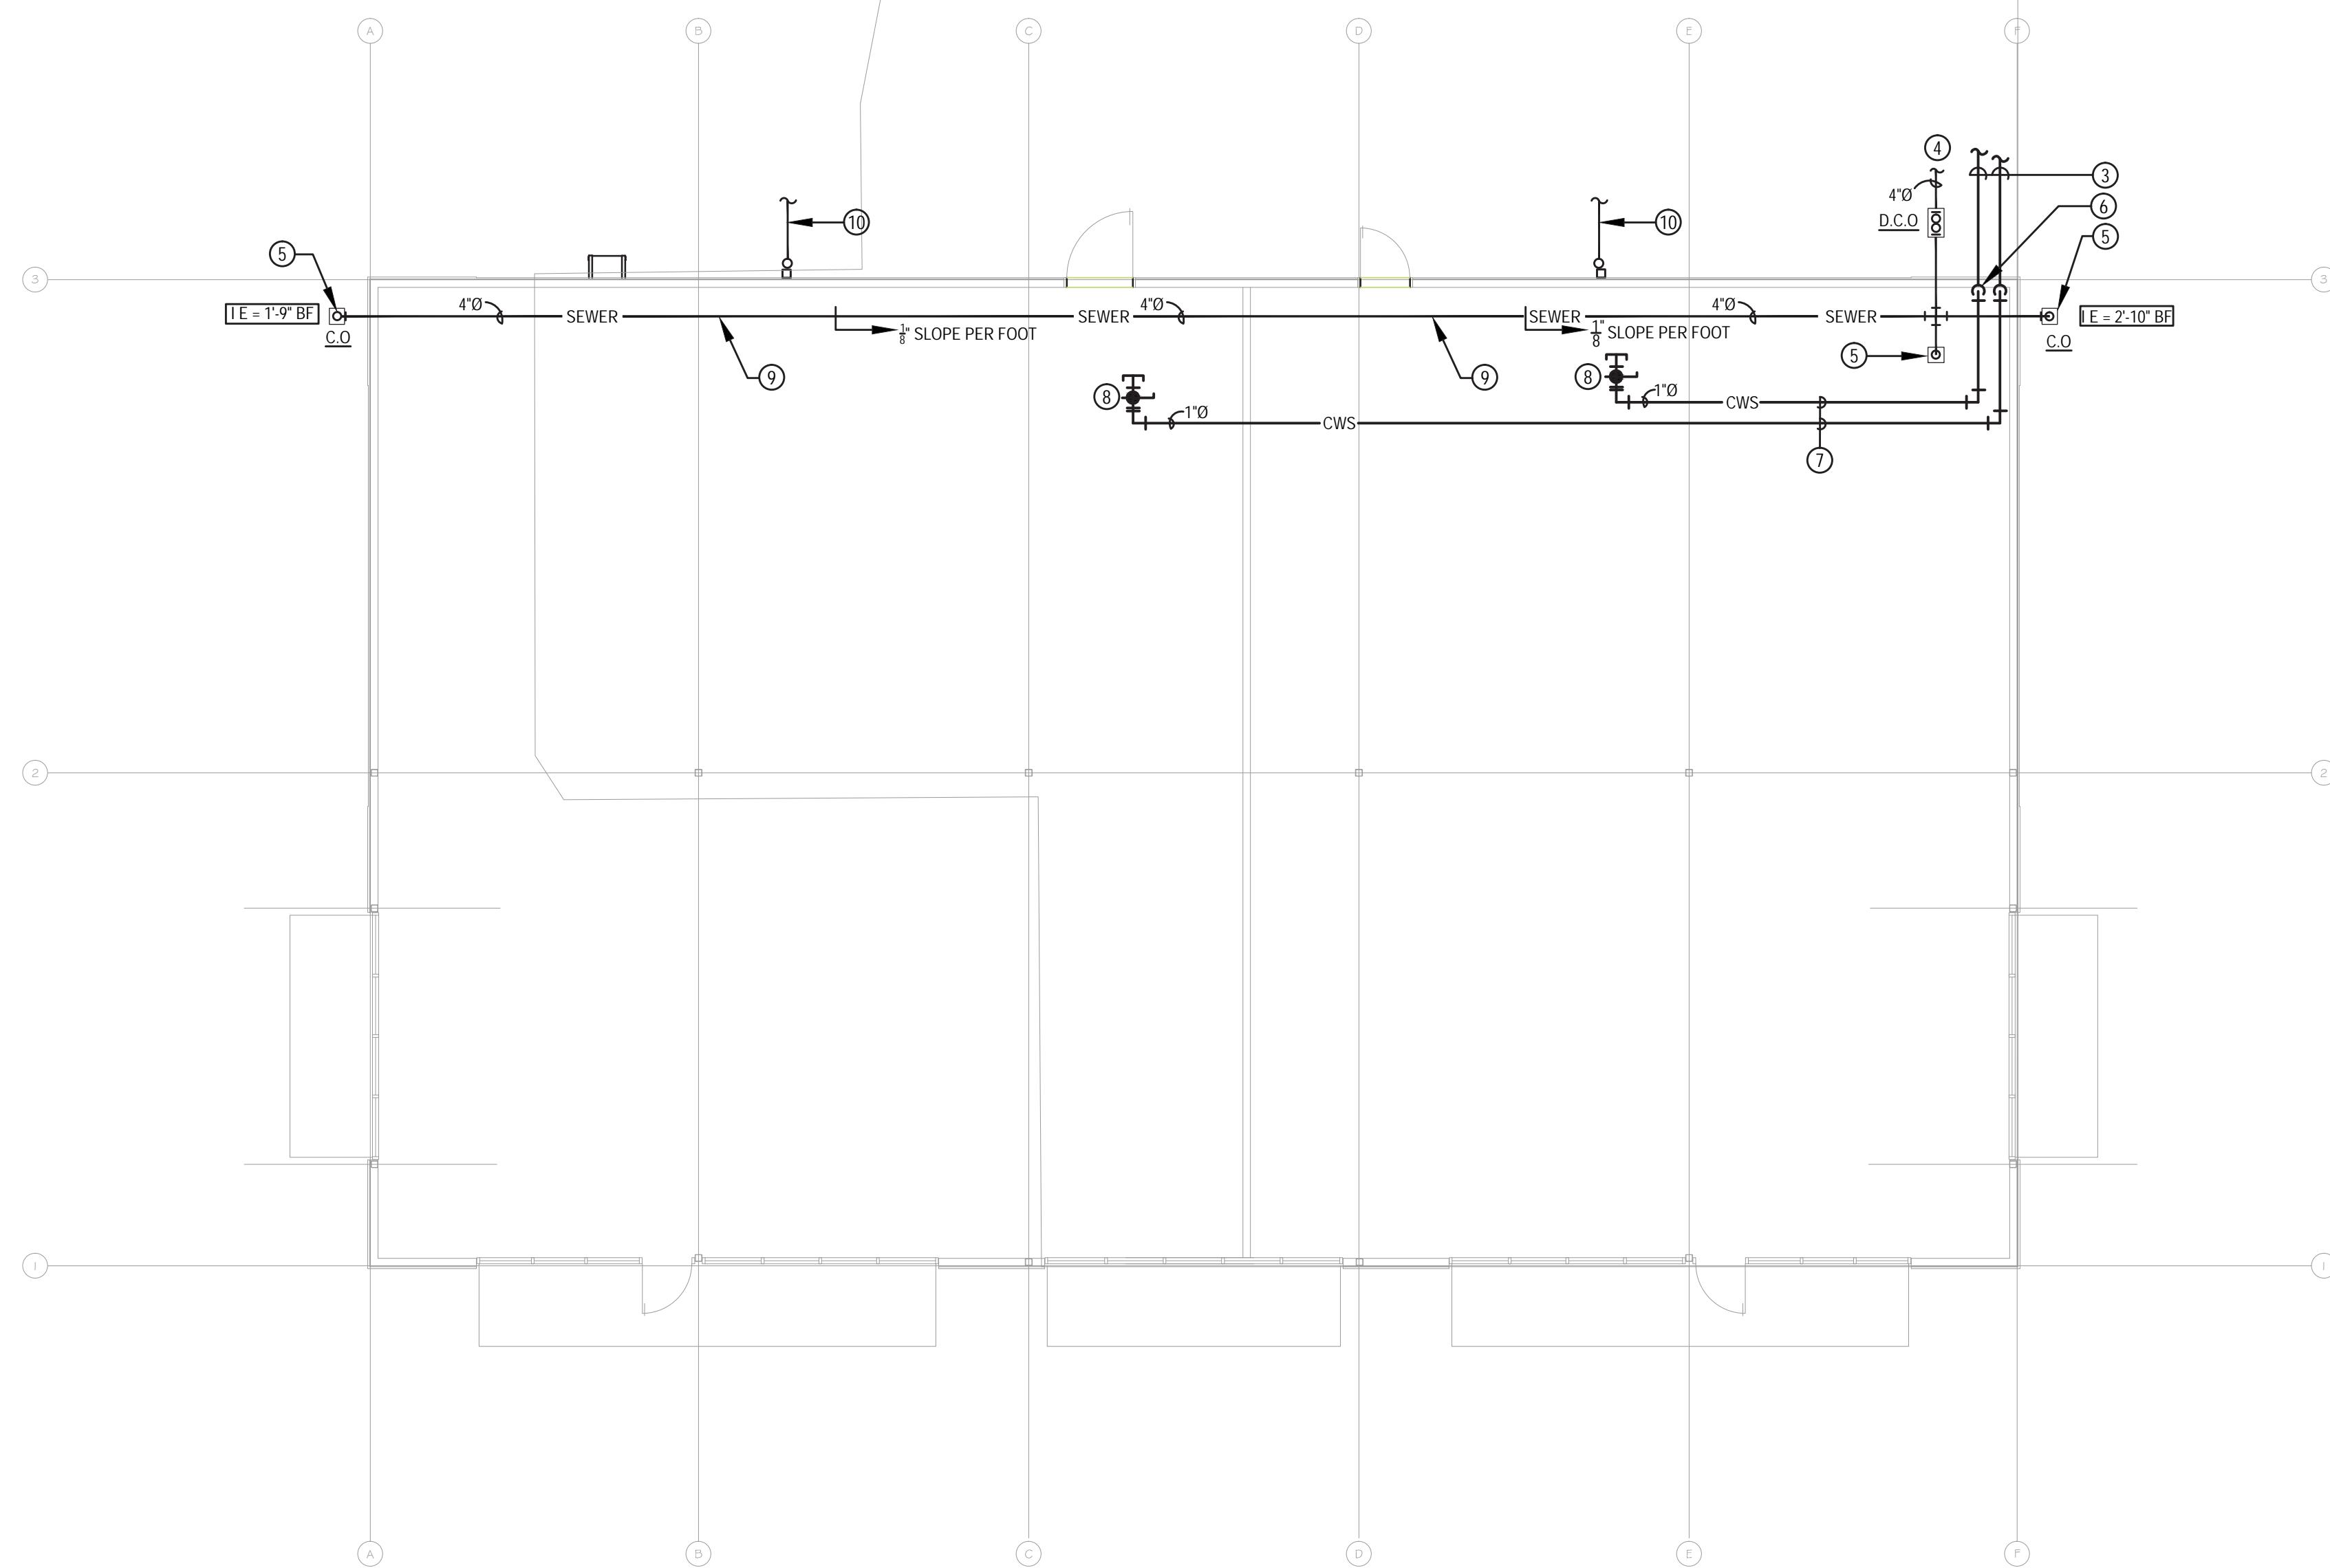 A B C D E F
4
3
4"Ø
6
10 10
D.C.O
5
5
3 3
I E = 1'-9" BF
4"Ø SEWER SEWER 4"Ø SEWER 4"Ø SEWER
I E = 2'-10" BF
C.O
1/8" SLOPE PER FOOT
1/8" SLOPE PER FOOT
C.O
5
9 9
8
1"Ø
8
CWS
1"Ø
CWS
7
2 2
1 1
A B C D E F